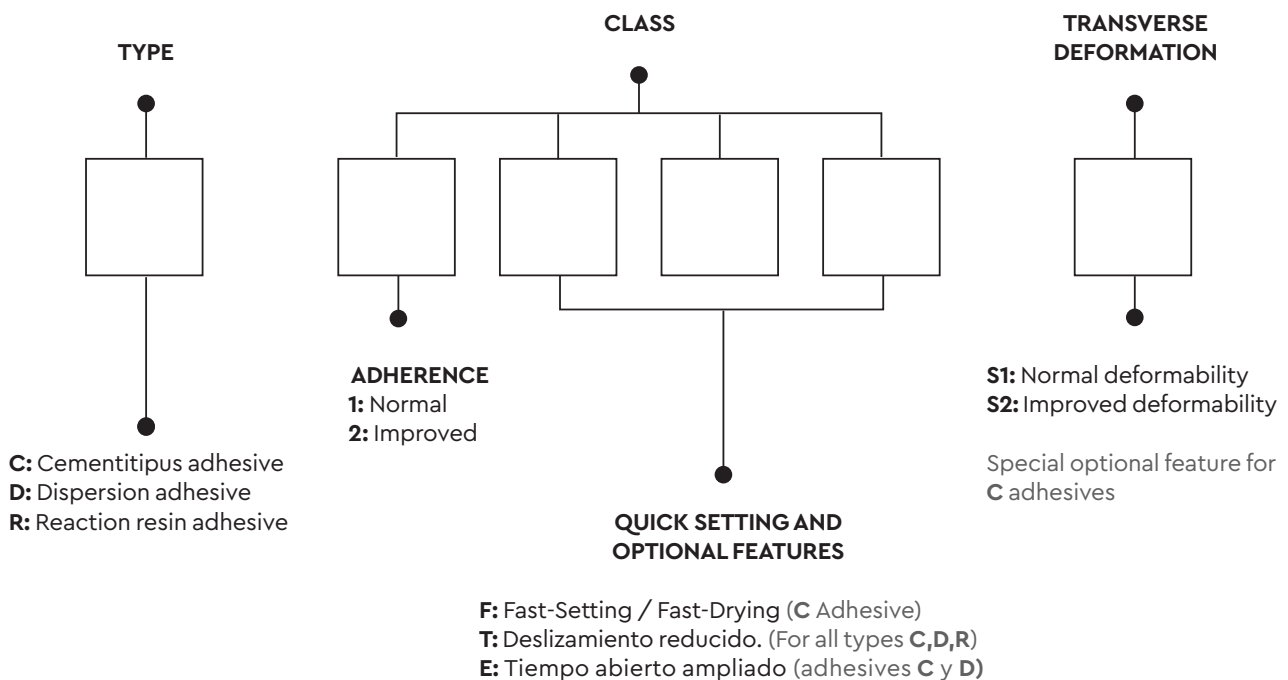 TYPE
C: Cementitipus adhesive
D: Dispersion adhesive
R: Reaction resin adhesive
CLASS
ADHERENCE
1: Normal
2: Improved
QUICK SETTING AND
OPTIONAL FEATURES
F: Fast-Setting / Fast-Drying (C Adhesive)
T: Deslizamiento reducido. (For all types C,D,R)
E: Tiempo abierto ampliado (adhesives C y D)
TRANSVERSE
DEFORMATION
S1: Normal deformability
S2: Improved deformability
Special optional feature for
C adhesives